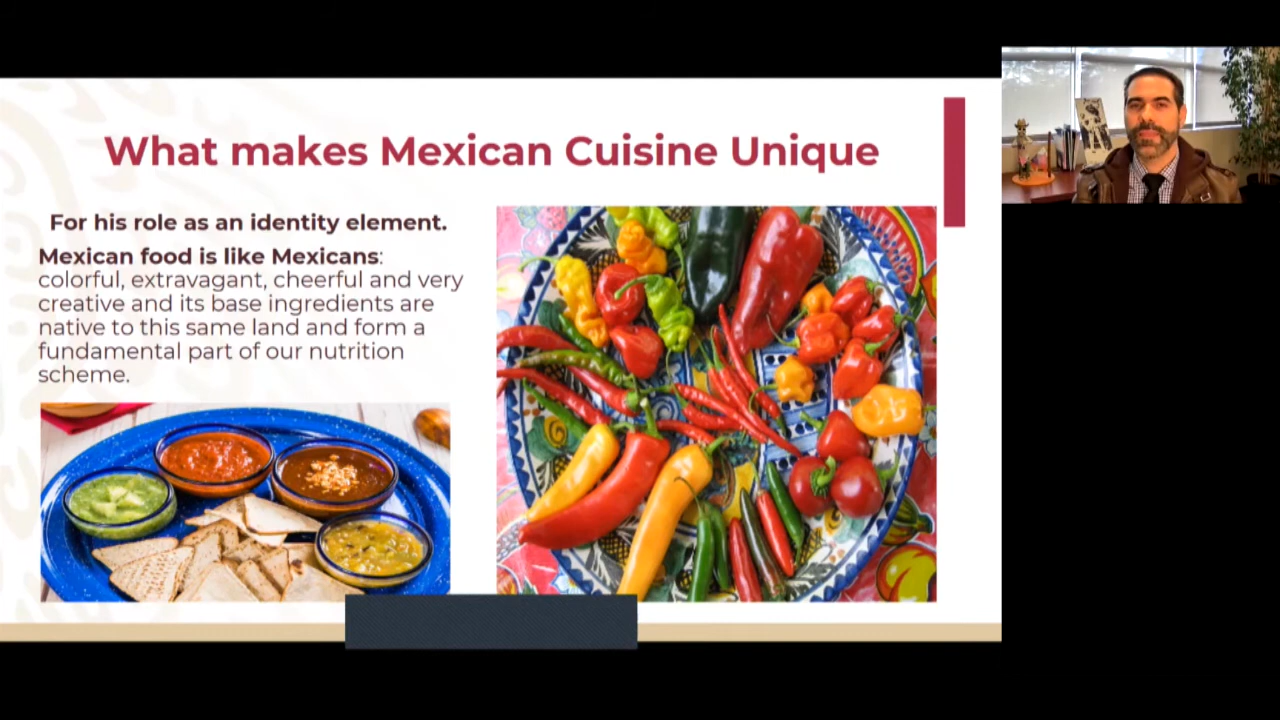 What makes Mexican Cuisine Unique
For his role as an identity element.
Mexican food is like Mexicans:
colorful, extravagant, cheerful and very
creative and its base ingredients are
native to this same land and form a
fundamental part of our nutrition
scheme.